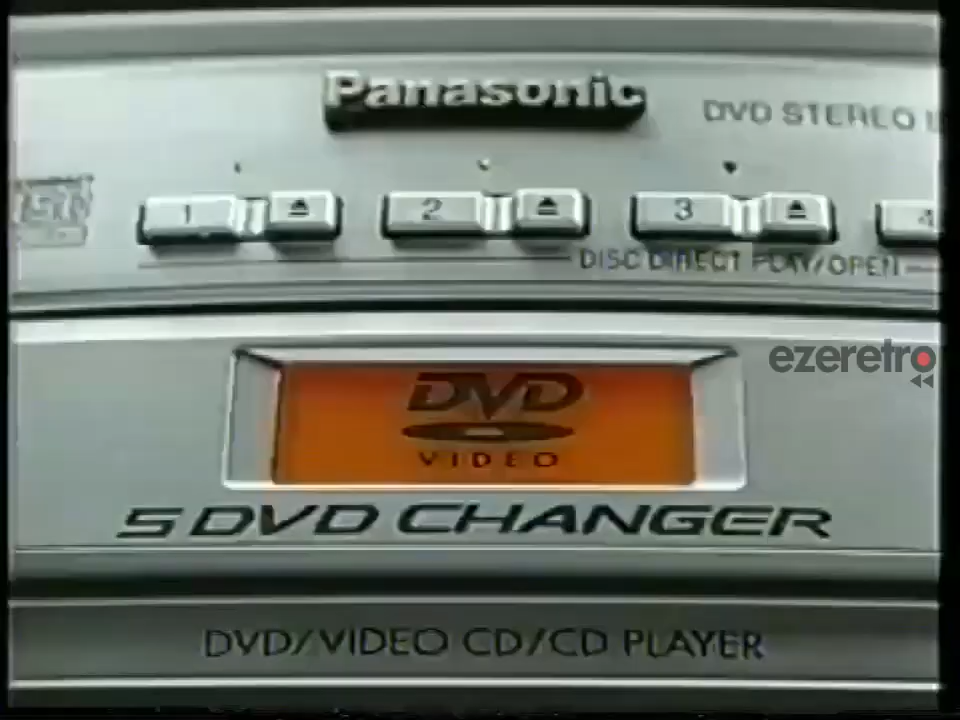 Panasonic
DVD STEREO
1 2 3 4
DISC DIRECT PLAY/OPEN
ezeretro
DVD
VIDEO
5 DVD CHANGER
DVD/VIDEO CD/CD PLAYER